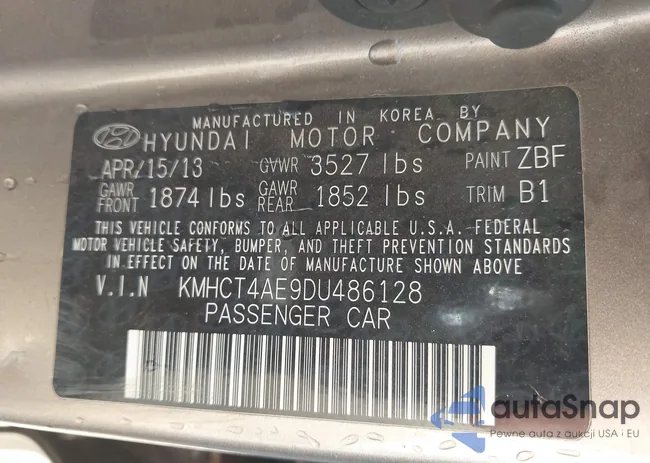 MANUFACTURED IN KOREA BY
HYUNDAI MOTOR COMPANY
APR/15/13 GVWR 3527 lbs PAINT ZBF
GAWR FRONT 1874 lbs GAWR REAR 1852 lbs TRIM B1
THIS VEHICLE CONFORMS TO ALL APPLICABLE U.S.A. FEDERAL
MOTOR VEHICLE SAFETY, BUMPER, AND THEFT PREVENTION STANDARDS
IN EFFECT ON THE DATE OF MANUFACTURE SHOWN ABOVE
V.I.N KMHCT4AE9DU486128
PASSENGER CAR
autaSnap
Pewne auta z aukcji USA i EU